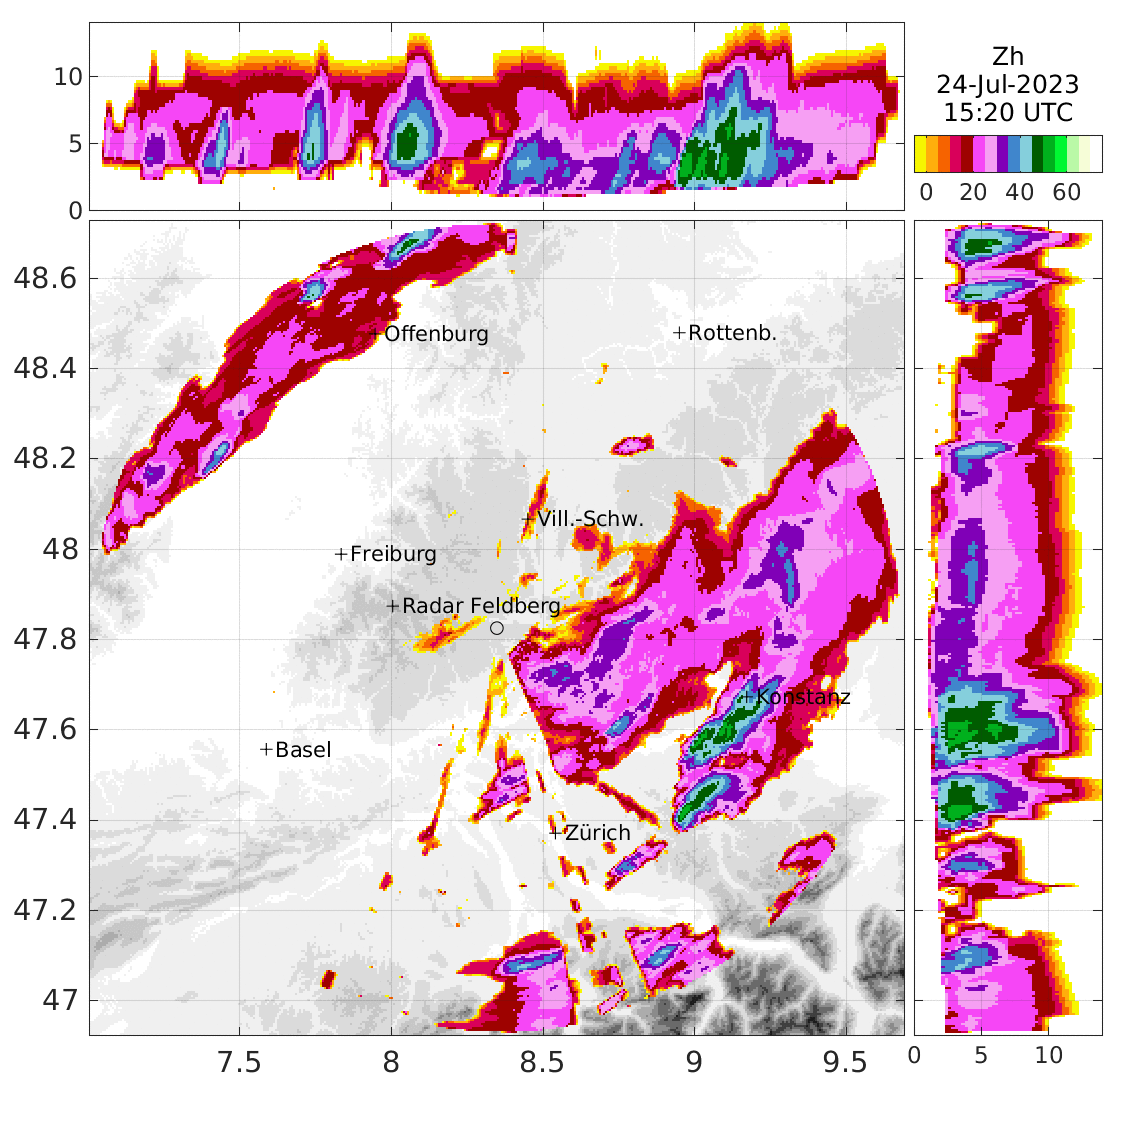 10
5
0
Zh
24-Jul-2023
15:20 UTC
0 20 40 60
48.6
48.4
48.2
48
47.8
47.6
47.4
47.2
47
Offenburg
Rottenb.
Vill.-Schw.
Freiburg
Radar Feldberg
Konstanz
Basel
Zürich
7.5 8 8.5 9 9.5
0 5 10